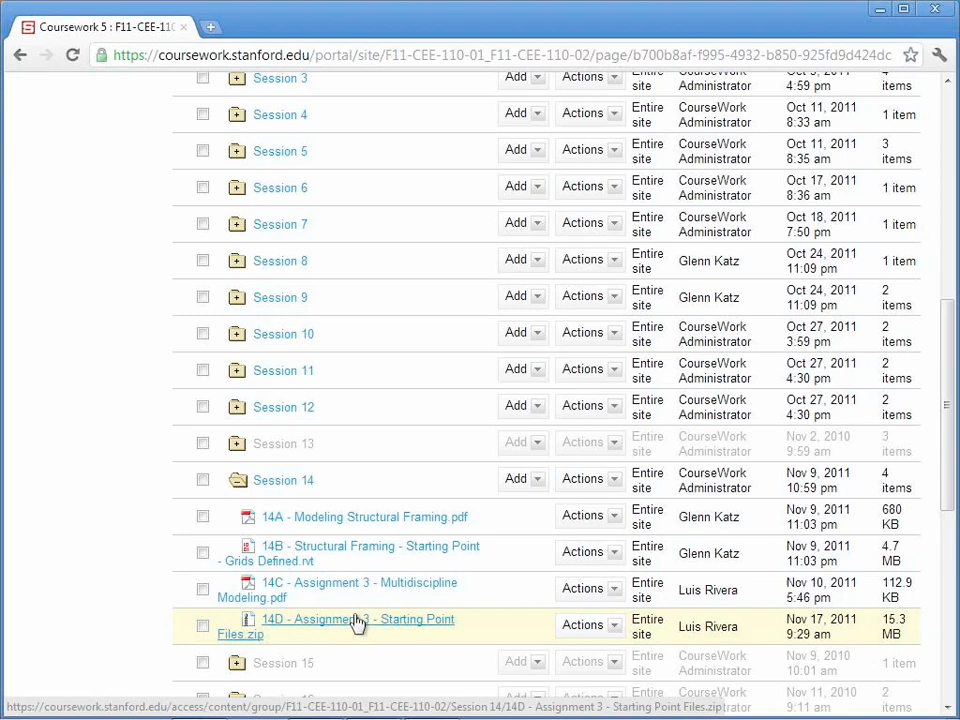 Coursework 5 : F11-CEE-110
https://coursework.stanford.edu/portal/site/F11-CEE-110-01_F11-CEE-110-02/page/b700b8af-f995-4932-b850-925fd9d424dc
Session 3 Add Actions Entire site CourseWork Administrator 4:59 pm items
Session 4 Add Actions Entire site CourseWork Administrator Oct 11, 2011 8:33 am 1 item
Session 5 Add Actions Entire site CourseWork Administrator Oct 11, 2011 8:35 am 3 items
Session 6 Add Actions Entire site CourseWork Administrator Oct 17, 2011 8:36 am 1 item
Session 7 Add Actions Entire site CourseWork Administrator Oct 18, 2011 7:50 pm 1 item
Session 8 Add Actions Entire site Glenn Katz Oct 24, 2011 11:09 pm 1 item
Session 9 Add Actions Entire site Glenn Katz Oct 24, 2011 11:09 pm 2 items
Session 10 Add Actions Entire site CourseWork Administrator Oct 27, 2011 3:59 pm 2 items
Session 11 Add Actions Entire site CourseWork Administrator Oct 27, 2011 4:30 pm 2 items
Session 12 Add Actions Entire site CourseWork Administrator Oct 27, 2011 4:30 pm 2 items
Session 13 Add Actions Entire site CourseWork Administrator Nov 2, 2010 9:59 am 3 items
Session 14 Add Actions Entire site CourseWork Administrator Nov 9, 2011 10:59 pm 4 items
14A - Modeling Structural Framing.pdf Actions Entire site Glenn Katz Nov 9, 2011 11:03 pm 680 KB
14B - Structural Framing - Starting Point - Grids Defined.rvt Actions Entire site Glenn Katz Nov 9, 2011 11:03 pm 4.7 MB
14C - Assignment 3 - Multidiscipline Modeling.pdf Actions Entire site Luis Rivera Nov 10, 2011 5:46 pm 112.9 KB
14D - Assignment 3 - Starting Point Files.zip Actions Entire site Luis Rivera Nov 17, 2011 9:29 am 15.3 MB
Session 15 Add Actions Entire site CourseWork Administrator Nov 9, 2010 10:01 am 1 item
Entire site CourseWork Administrator Nov 9, 2010 9:11 am
https://coursework.stanford.edu/access/content/group/F11-CEE-110-01_F11-CEE-110-02/Session 14/14D - Assignment 3 - Starting Point Files.zip